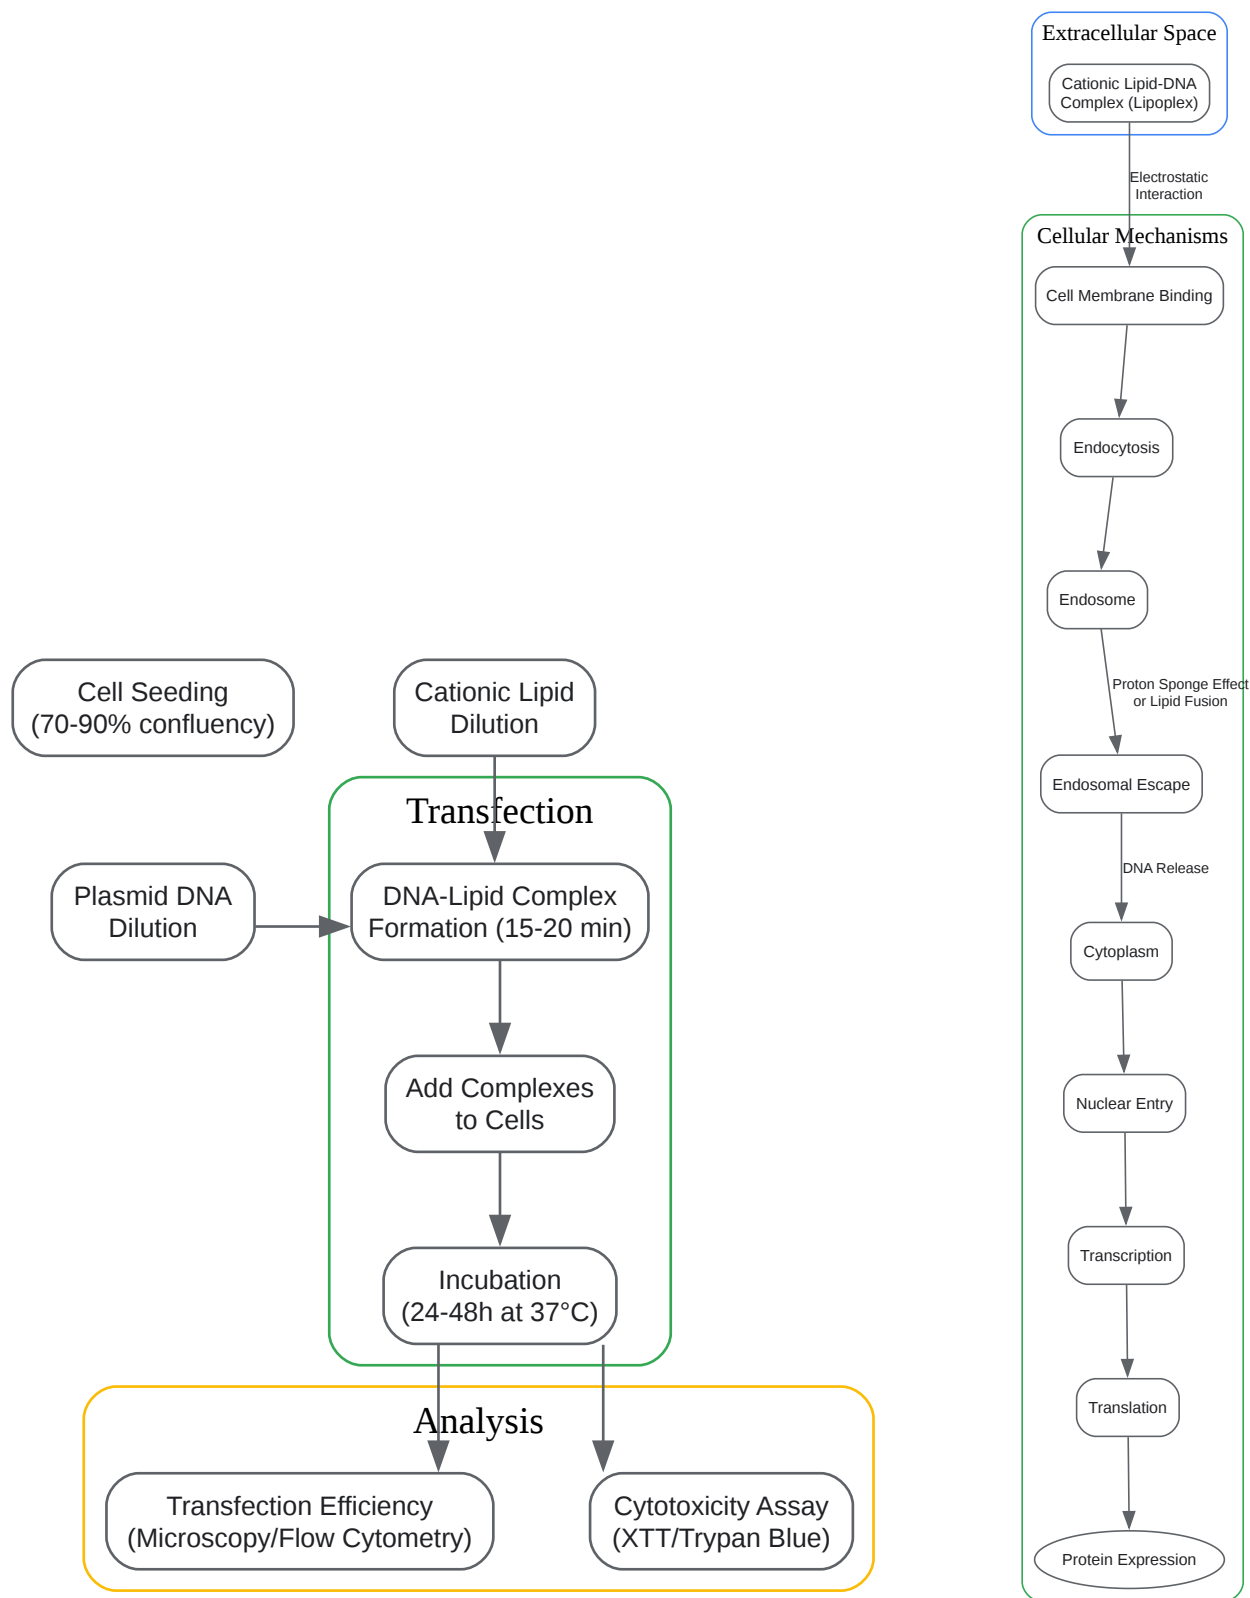 Cell Seeding
(70-90% confluency)
Cationic Lipid
Dilution
Transfection
Plasmid DNA
Dilution
DNA-Lipid Complex
Formation (15-20 min)
Add Complexes
to Cells
Incubation
(24-48h at 37°C)
Analysis
Transfection Efficiency
(Microscopy/Flow Cytometry)
Cytotoxicity Assay
(XTT/Trypan Blue)
Extracellular Space
Cationic Lipid-DNA
Complex (Lipoplex)
Electrostatic
Interaction
Cellular Mechanisms
Cell Membrane Binding
Endocytosis
Endosome
Proton Sponge Effect
or Lipid Fusion
Endosomal Escape
DNA Release
Cytoplasm
Nuclear Entry
Transcription
Translation
Protein Expression